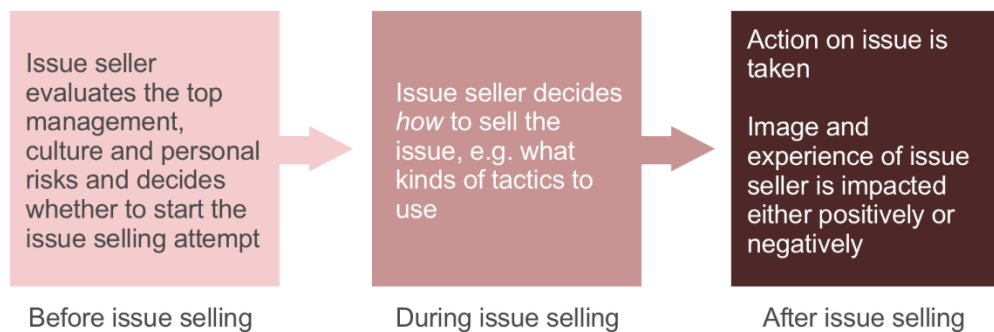 Issue seller
evaluates the top
management,
culture and personal
risks and decides
whether to start the
issue selling attempt
Issue seller decides
how to sell the
issue, e.g. what
kinds of tactics to
use
Action on issue is
taken
Image and
experience of issue
seller is impacted
either positively or
negatively
Before issue selling
During issue selling
After issue selling